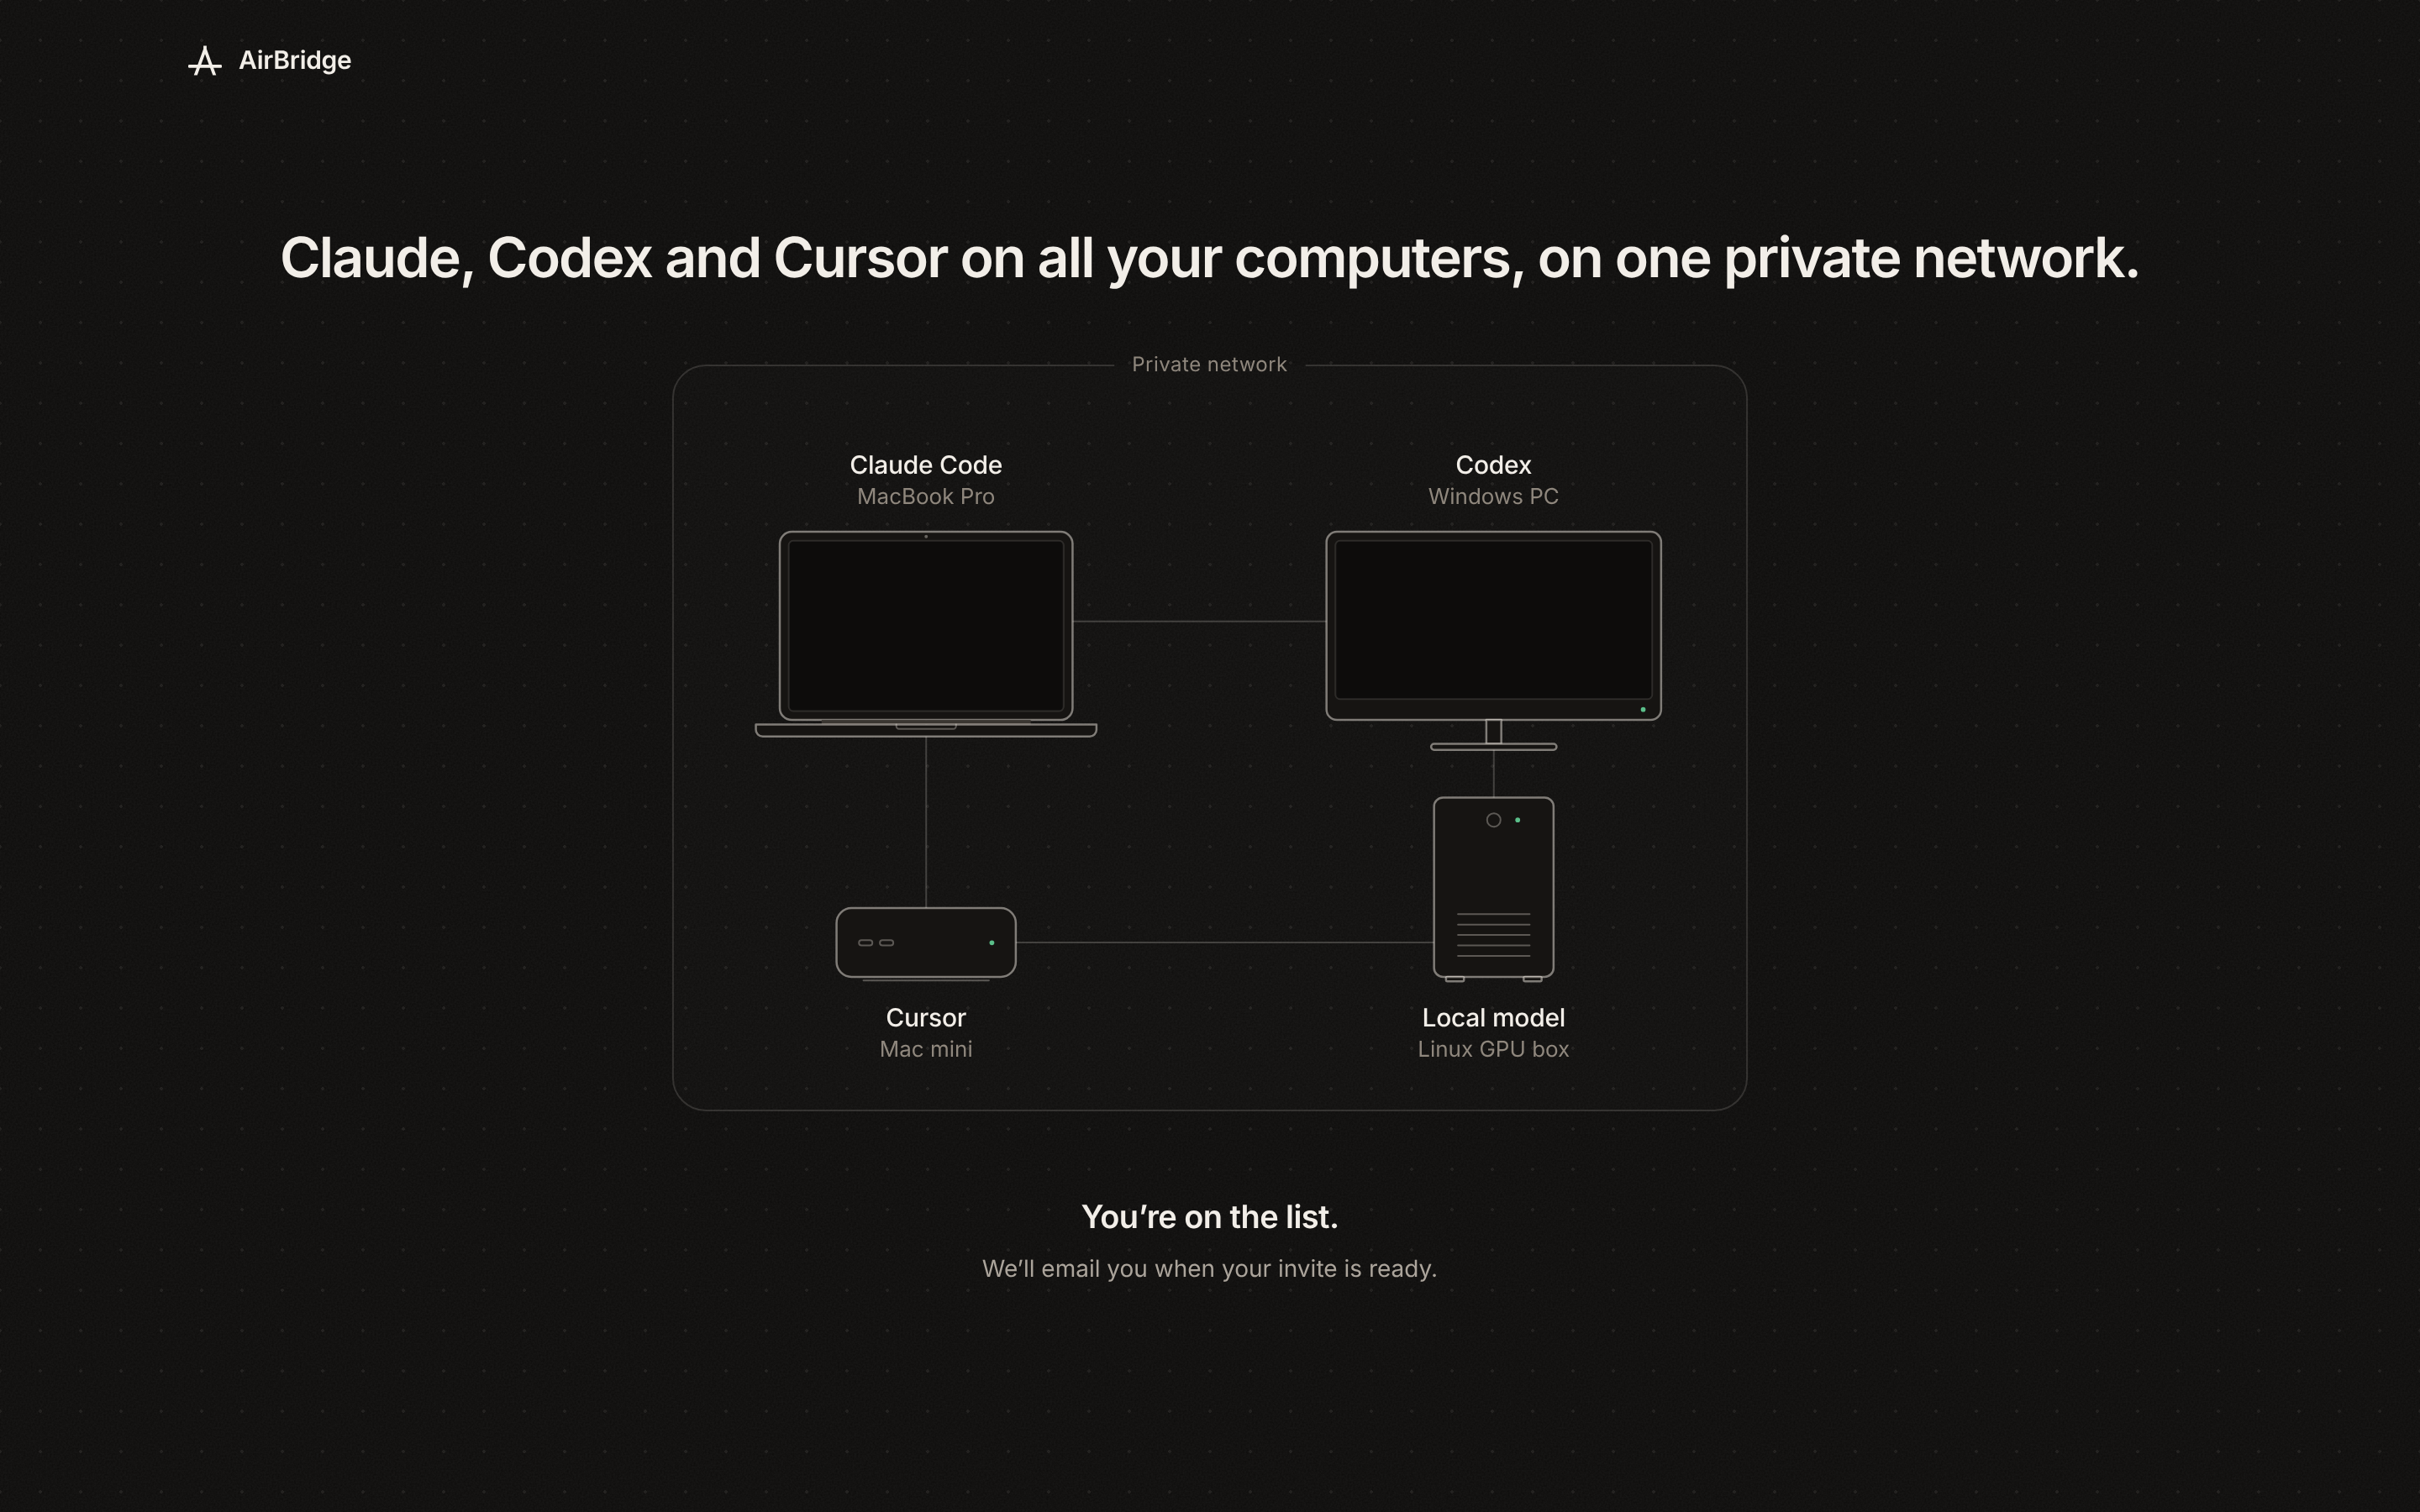 AirBridge
Claude, Codex and Cursor on all your computers, on one private network.
Private network
Claude Code
MacBook Pro
Codex
Windows PC
Cursor
Mac mini
Local model
Linux GPU box
You’re on the list.
We’ll email you when your invite is ready.